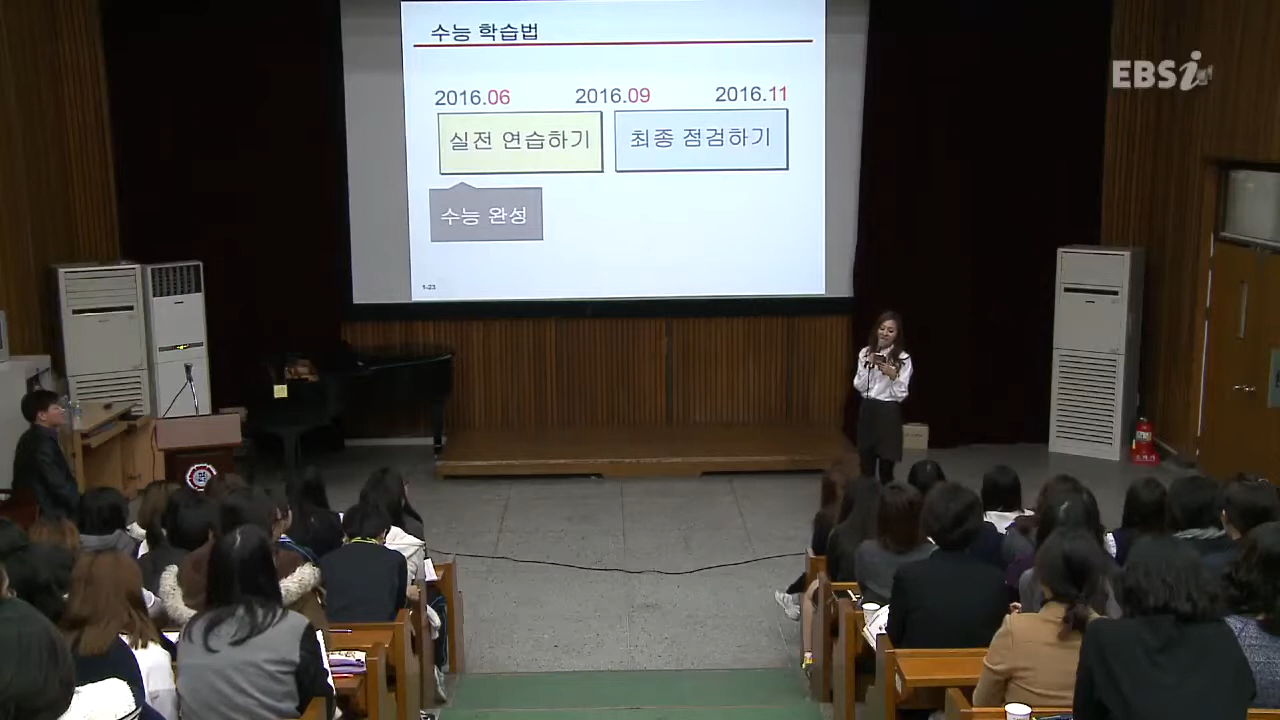 수능 학습법
EBSi
2016.06 2016.09 2016.11
실전 연습하기 최종 점검하기
수능 완성
1-23